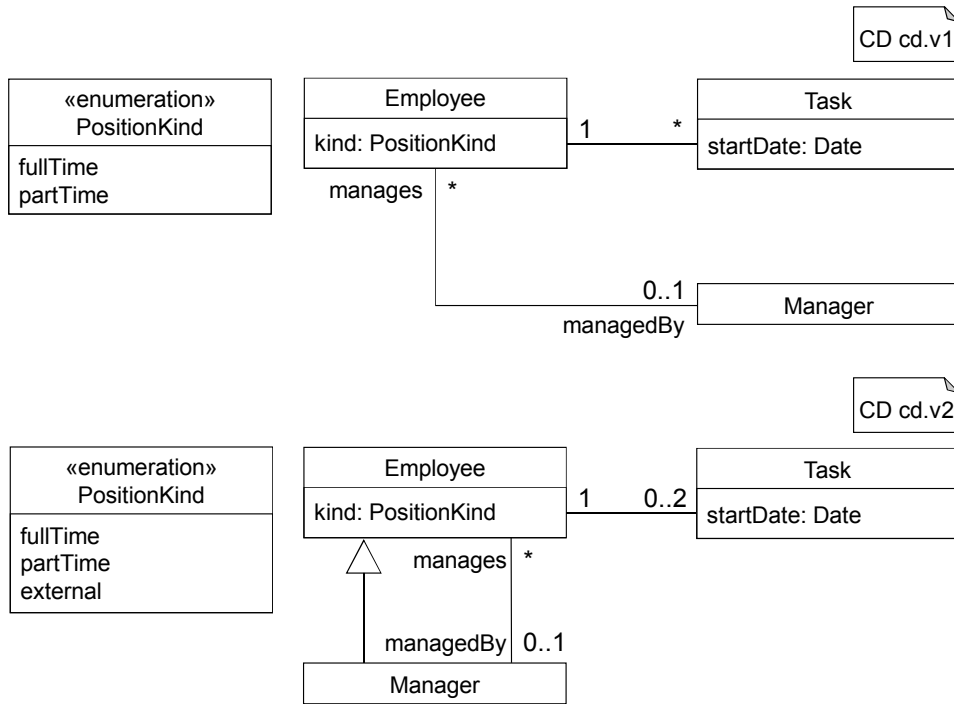 CD cd.v1
«enumeration»
PositionKind
fullTime
partTime
Employee
kind: PositionKind
1 *
Task
startDate: Date
manages *
0..1
managedBy
Manager
CD cd.v2
«enumeration»
PositionKind
fullTime
partTime
external
Employee
kind: PositionKind
1 0..2
Task
startDate: Date
manages *
managedBy 0..1
Manager